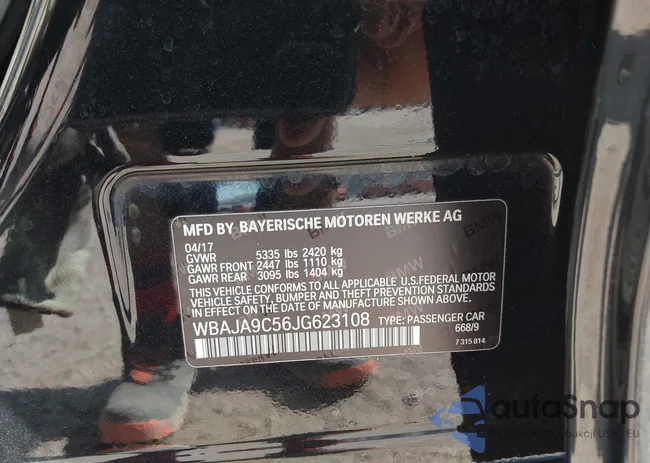 MFD BY BAYERISCHE MOTOREN WERKE AG
04/17
GVWR 5335 lbs 2420 kg
GAWR FRONT 2447 lbs 1110 kg
GAWR REAR 3095 lbs 1404 kg
THIS VEHICLE CONFORMS TO ALL APPLICABLE U.S.FEDERAL MOTOR
VEHICLE SAFETY, BUMPER, AND THEFT PREVENTION STANDARDS
IN EFFECT ON THE DATE OF MANUFACTURE SHOWN ABOVE.
WBAJA9C56JG623108 TYPE: PASSENGER CAR
668/9
7 315 814
autoSnap